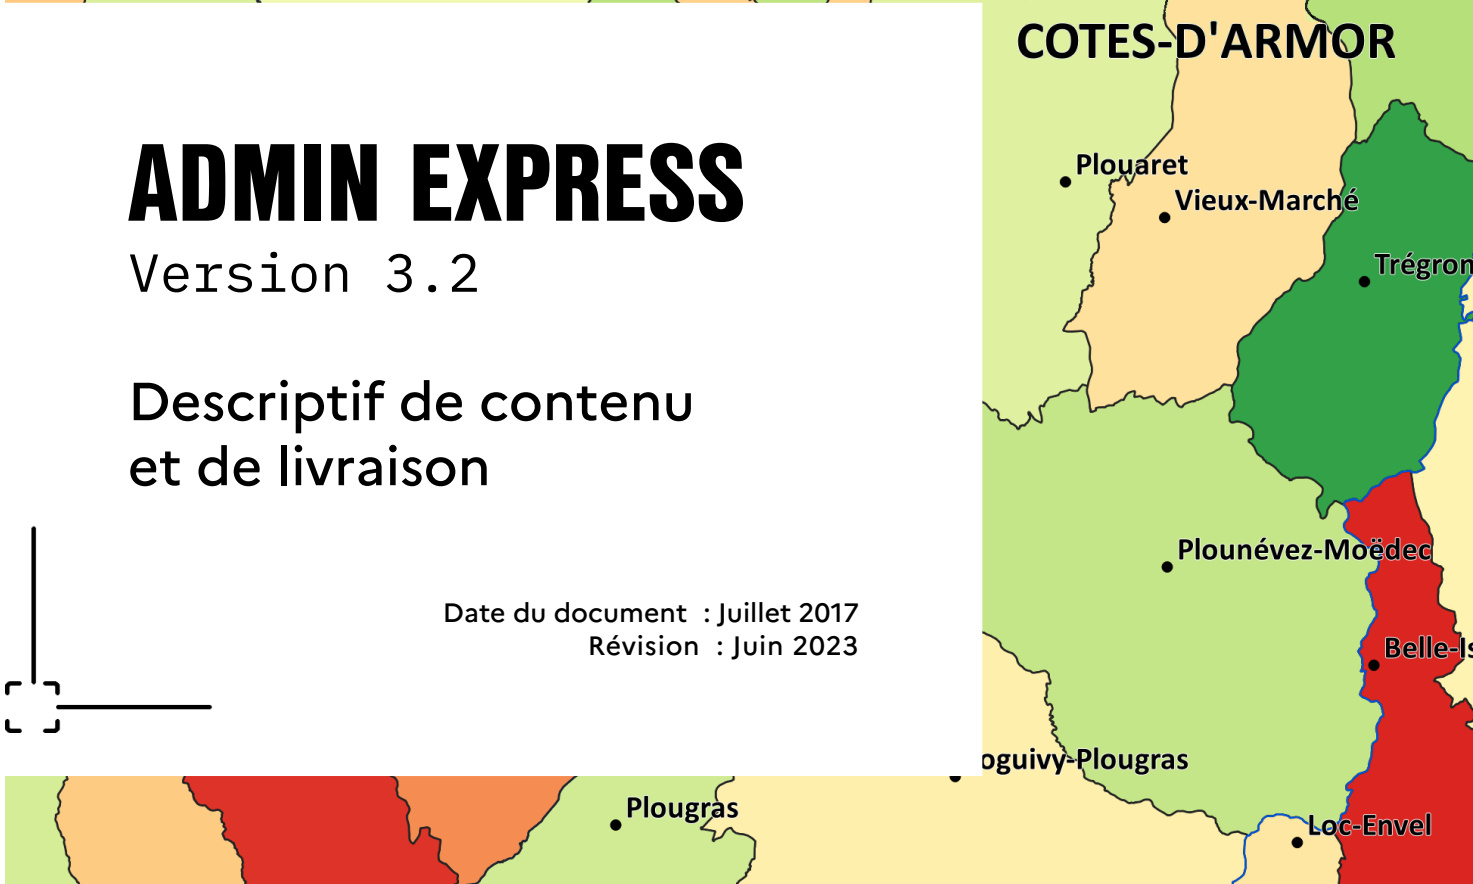 COTES-D'ARMOR
ADMIN EXPRESS
Version 3.2
Descriptif de contenu
et de livraison
Date du document : Juillet 2017
Révision : Juin 2023
Plouaret
Vieux-Marché
Plounévez-Moëdec
Plougras
Loc-Envel